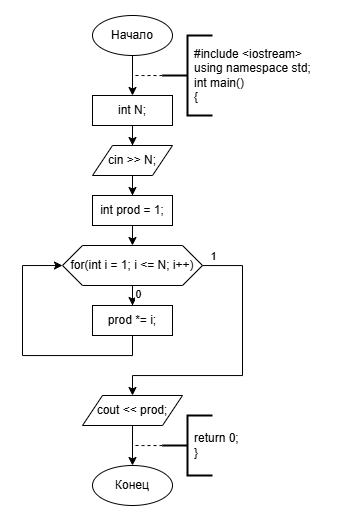 Начало
#include <iostream>
using namespace std;
int main()
{
int N;
cin >> N;
int prod = 1;
for(int i = 1; i <= N; i++)
1
0
prod *= i;
cout << prod;
return 0;
}
Конец